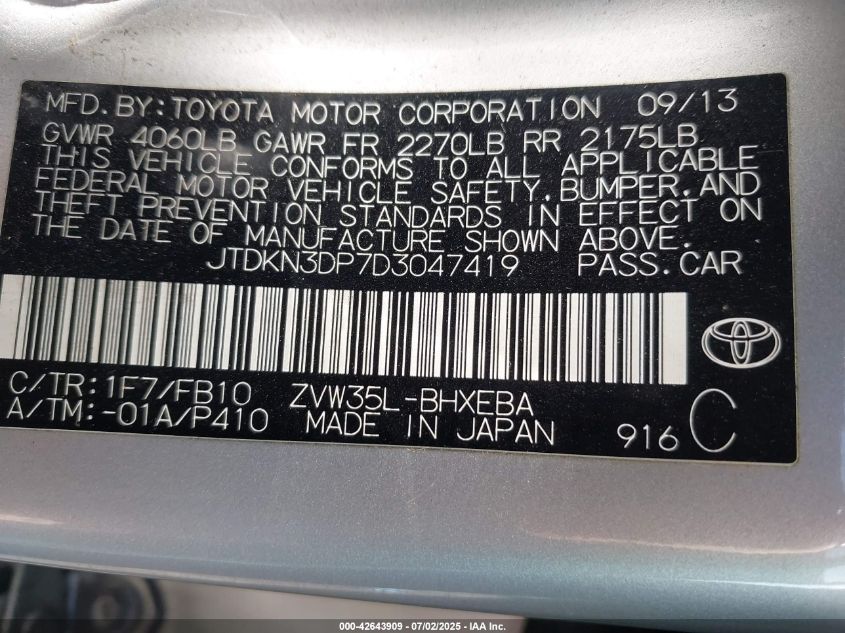 MFD. BY: TOYOTA MOTOR CORPORATION 09/13
GVWR 4060LB GAWR FR 2270LB RR 2175LB
THIS VEHICLE CONFORMS TO ALL APPLICABLE
FEDERAL MOTOR VEHICLE SAFETY, BUMPER, AND
THEFT PREVENTION STANDARDS IN EFFECT ON
THE DATE OF MANUFACTURE SHOWN ABOVE.
JTDKN3DP7D3047419 PASS. CAR
C/TR: 1F7/FB10 ZVW35L-BHXEBA
A/TM: -01A/P410 MADE IN JAPAN 916 C
000-42643909 - 07/02/2025 - IAA Inc.